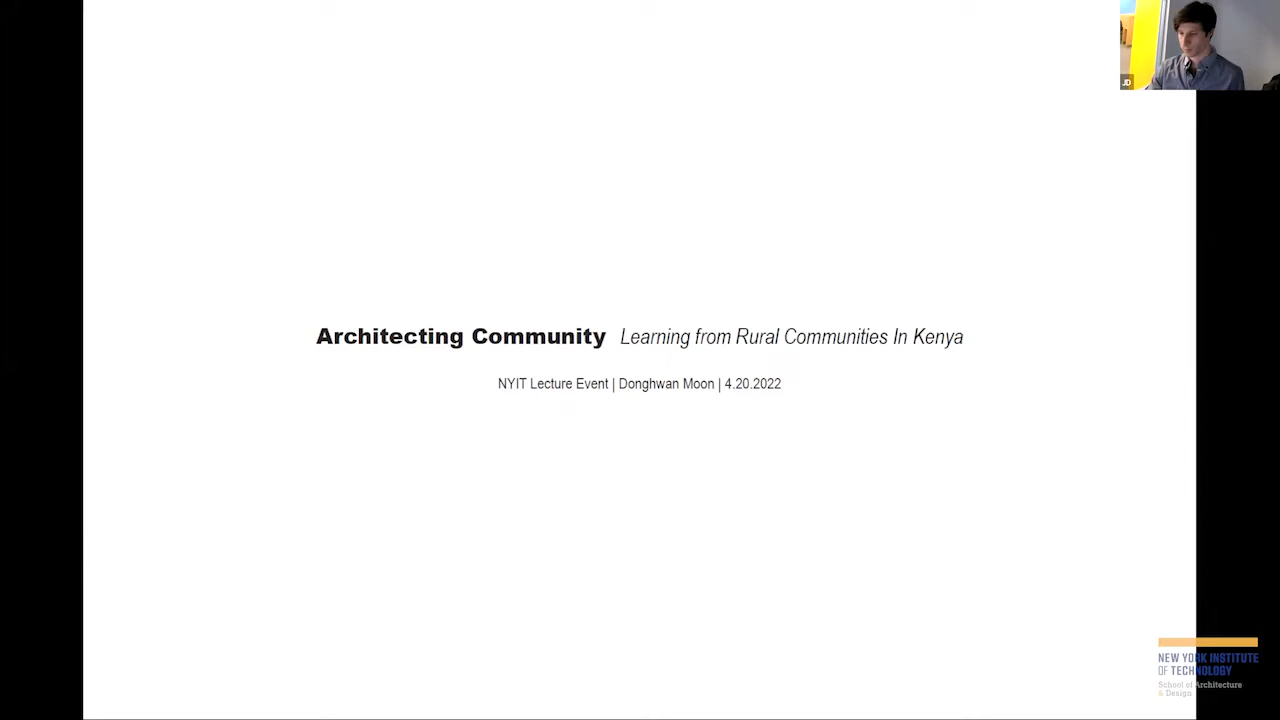 JD
Architecting Community Learning from Rural Communities In Kenya
NYIT Lecture Event | Donghwan Moon | 4.20.2022
NEW YORK INSTITUTE
OF TECHNOLOGY
School of Architecture
& Design